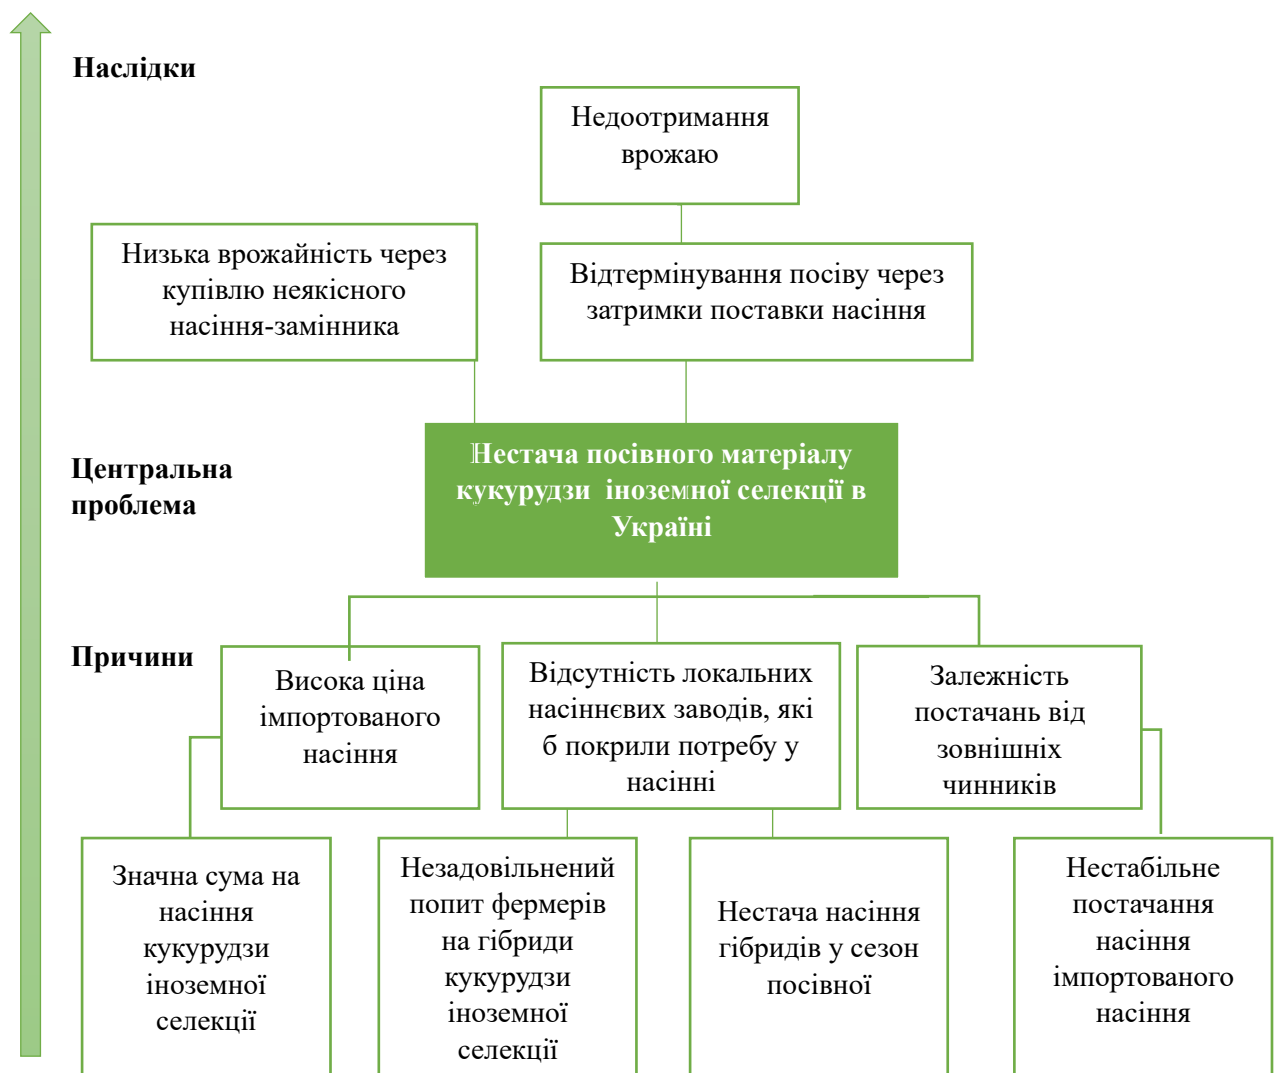 Наслідки
Недоотримання
врожаю
Низька врожайність через
купівлю неякісного
насіння-замінника
Відтермінування посіву через
затримки поставки насіння
Центральна
проблема
Нестача посівного матеріалу
кукурудзи іноземної селекції в
Україні
Причини
Висока ціна
імпортованого
насіння
Відсутність локальних
насіннєвих заводів, які
б покрили потребу у
насінні
Залежність
постачань від
зовнішніх
чинників
Значна сума на
насіння
кукурудзи
іноземної
селекції
Незадовільнений
попит фермерів
на гібриди
кукурудзи
іноземної
селекції
Нестача насіння
гібридів у сезон
посівної
Нестабільне
постачання
насіння
імпортованого
насіння